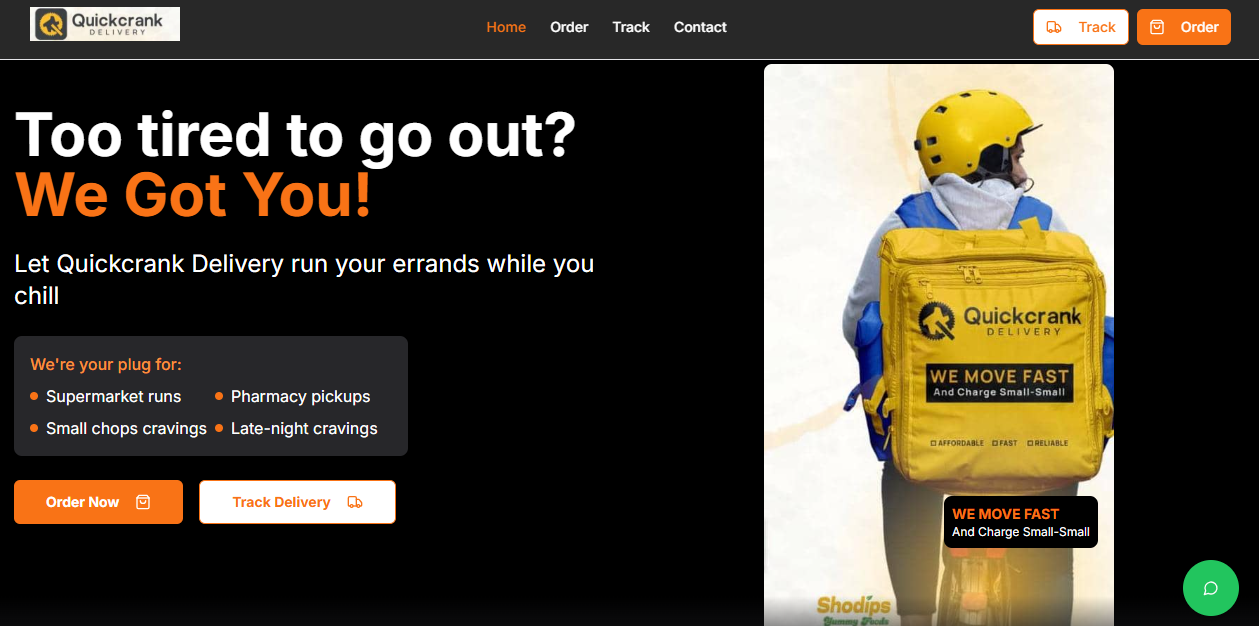 Quickcrank
DELIVERY
Home
Order
Track
Contact
Track
Order
Too tired to go out?
We Got You!
Let Quickcrank Delivery run your errands while you
chill
We're your plug for:
Supermarket runs
Pharmacy pickups
Small chops cravings
Late-night cravings
Order Now
Track Delivery
Quickcrank
DELIVERY
WE MOVE FAST
And Charge Small-Small
AFFORDABLE FAST RELIABLE
WE MOVE FAST
And Charge Small-Small
Shodips
Yummy Foods